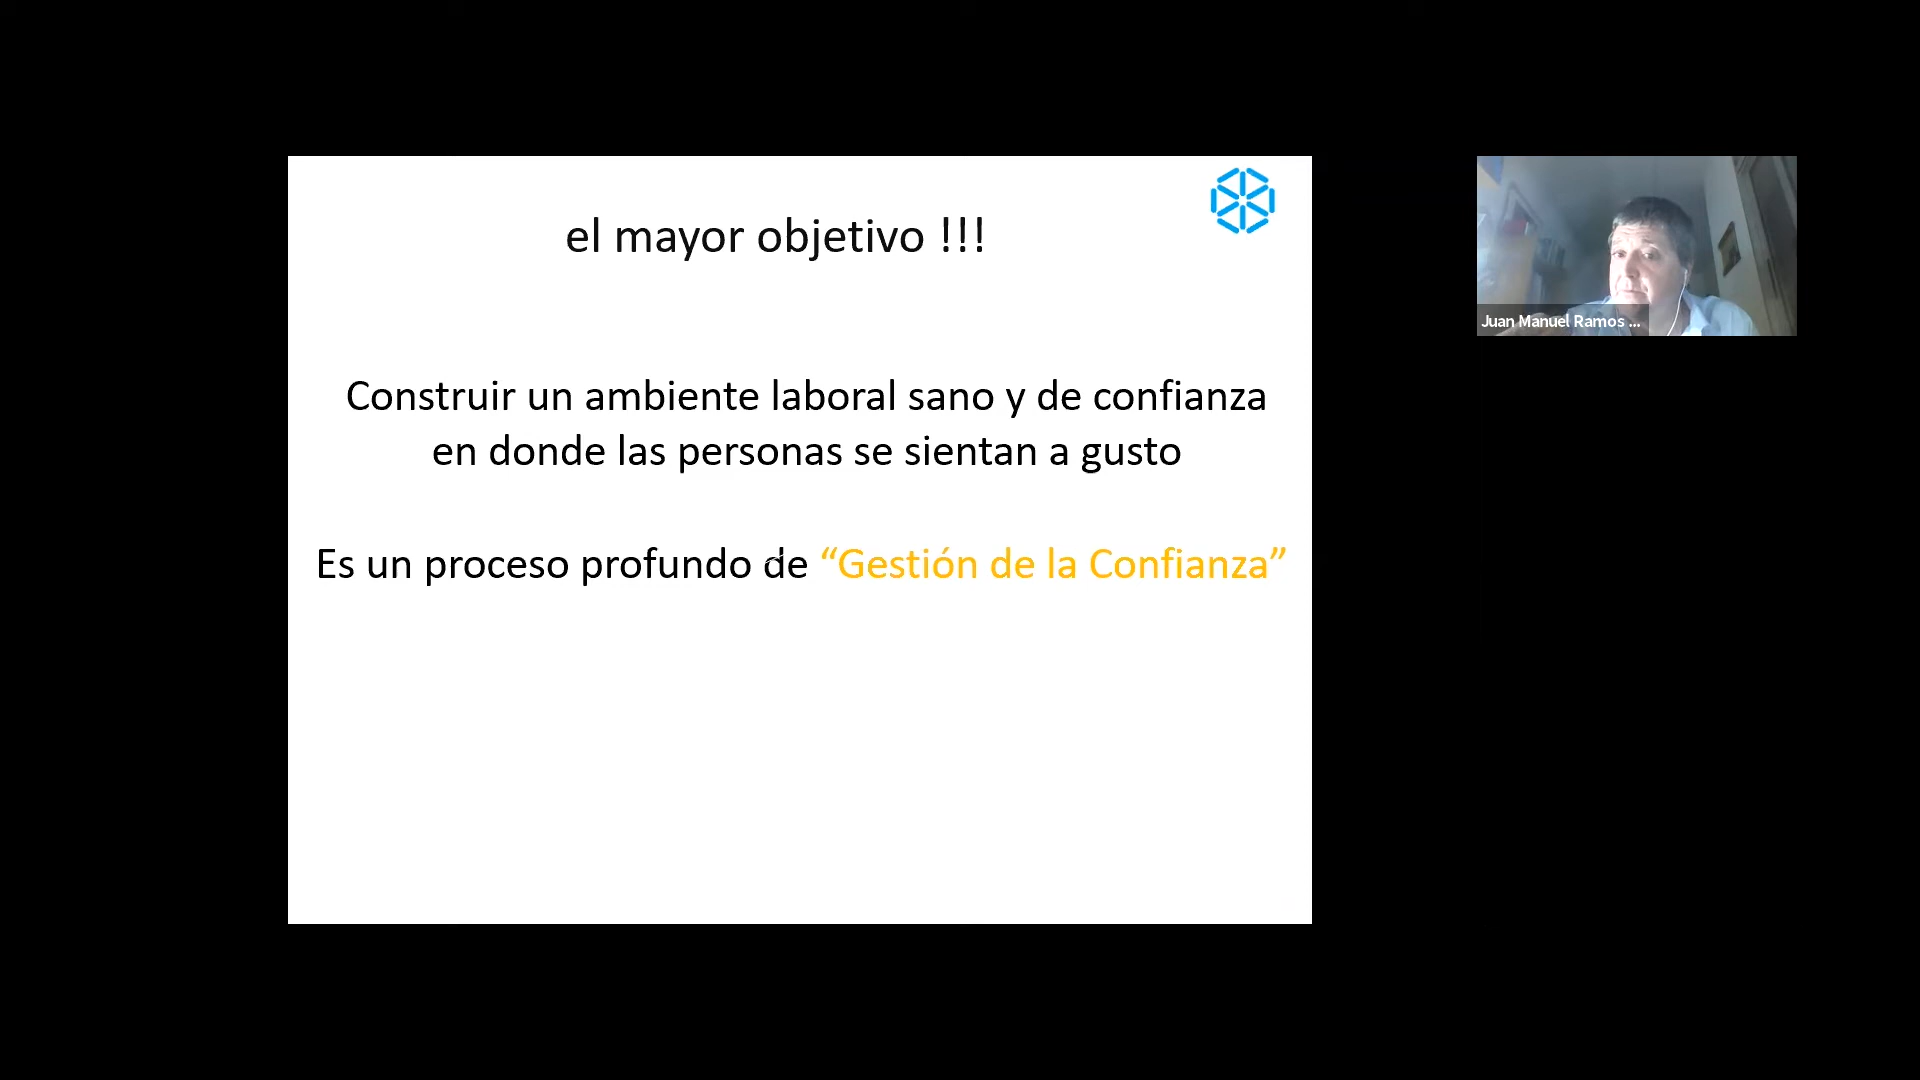 el mayor objetivo !!!
Construir un ambiente laboral sano y de confianza
en donde las personas se sientan a gusto
Es un proceso profundo de “Gestión de la Confianza”
Juan Manuel Ramos ...